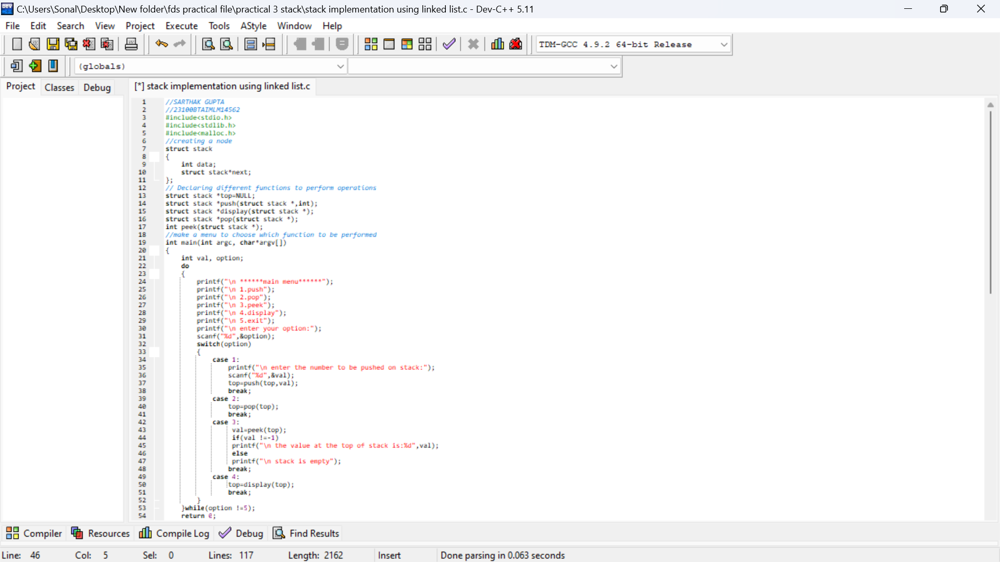 C:\Users\Sonal\Desktop\New folder\fds practical file\practical 3 stack\stack implementation using linked list.c - Dev-C++ 5.11
File Edit Search View Project Execute Tools AStyle Window Help
TDM-GCC 4.9.2 64-bit Release
(globals)
Project Classes Debug
[*] stack implementation using linked list.c
1 //SARTHAK GUPTA
2 //23100BTAIMLM14562
3 #include<stdio.h>
4 #include<stdlib.h>
5 #include<malloc.h>
6 //creating a node
7 struct stack
8 {
9 int data;
10 struct stack*next;
11 };
12 // Declaring different functions to perform operations
13 struct stack *top=NULL;
14 struct stack *push(struct stack *,int);
15 struct stack *display(struct stack *);
16 struct stack *pop(struct stack *);
17 int peek(struct stack *);
18 //make a menu to choose which function to be performed
19 int main(int argc, char*argv[])
20 {
21 int val, option;
22 do
23 {
24 printf("\n ******main menu******");
25 printf("\n 1.push");
26 printf("\n 2.pop");
27 printf("\n 3.peek");
28 printf("\n 4.display");
29 printf("\n 5.exit");
30 printf("\n enter your option:");
31 scanf("%d",&option);
32 switch(option)
33 {
34 case 1:
35 printf("\n enter the number to be pushed on stack:");
36 scanf("%d",&val);
37 top=push(top,val);
38 break;
39 case 2:
40 top=pop(top);
41 break;
42 case 3:
43 val=peek(top);
44 if(val !=-1)
45 printf("\n the value at the top of stack is:%d",val);
46 else
47 printf("\n stack is empty");
48 break;
49 case 4:
50 top=display(top);
51 break;
52 }
53 }while(option !=5);
54 return 0;
Compiler Resources Compile Log Debug Find Results
Line: 46 Col: 5 Sel: 0 Lines: 117 Length: 2162 Insert Done parsing in 0.063 seconds